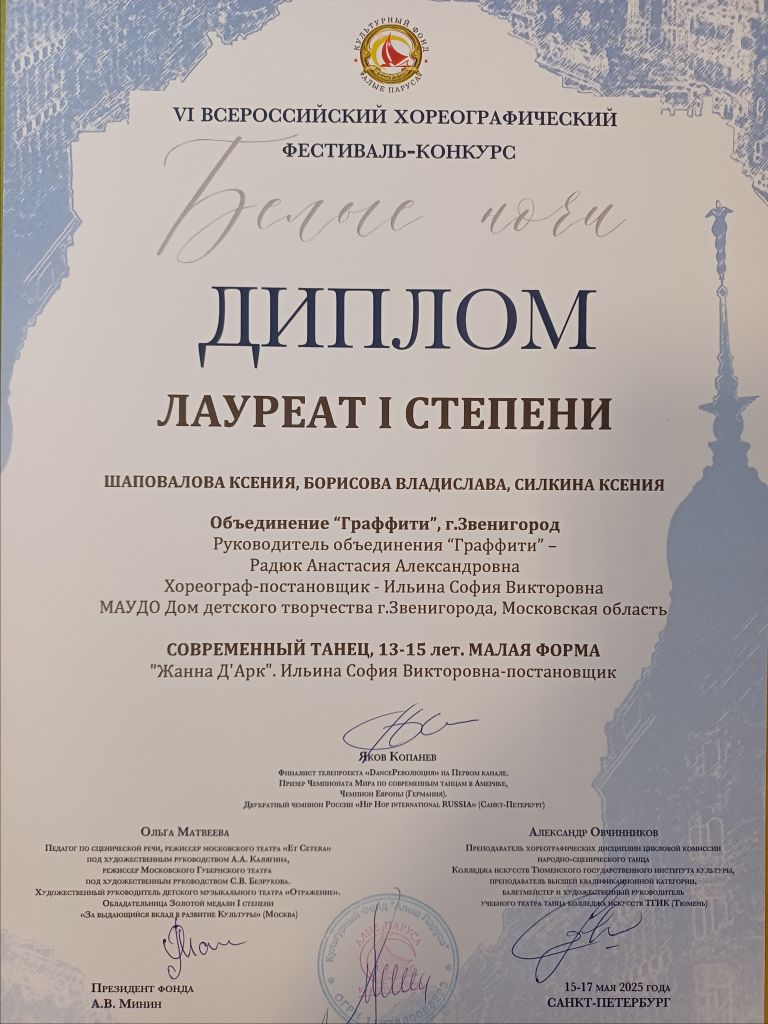 КУЛЬТУРНЫЙ ФОНД
"АЛЫЕ ПАРУСА"
VI ВСЕРОССИЙСКИЙ ХОРЕОГРАФИЧЕСКИЙ
ФЕСТИВАЛЬ-КОНКУРС
Белые ночи
ДИПЛОМ
ЛАУРЕАТ I СТЕПЕНИ
ШАПОВАЛОВА КСЕНИЯ, БОРИСОВА ВЛАДИСЛАВА, СИЛКИНА КСЕНИЯ
Объединение "Граффити", г.Звенигород
Руководитель объединения "Граффити" –
Радюк Анастасия Александровна
Хореограф-постановщик - Ильина София Викторовна
МАУДО Дом детского творчества г.Звенигорода, Московская область
СОВРЕМЕННЫЙ ТАНЕЦ, 13-15 лет. МАЛАЯ ФОРМА
"Жанна Д'Арк". Ильина София Викторовна-постановщик
Яков Копанев
Финалист телепроекта «DanceРеволюция» на Первом канале.
Призер Чемпионата Мира по современным танцам в Америке,
Чемпион Европы (Германия).
Двукратный чемпион России «Hip Hop international RUSSIA» (Санкт-Петербург)
Ольга Матвеева
Педагог по сценической речи, режиссер московского театра «Et Cetera»
под художественным руководством А.А. Калягина,
режиссер Московского Губернского театра
под художественным руководством С.В. Безрукова.
Художественный руководитель детского музыкального театра «Отражение».
Обладательница Золотой медали I степени
«За выдающийся вклад в развитие Культуры» (Москва)
Александр Овчинников
Преподаватель хореографических дисциплин цикловой комиссии
народно-сценического танца
Колледжа искусств Тюменского государственного института культуры,
преподаватель высшей квалификационной категории,
балетмейстер и художественный руководитель
учебного театра танца колледжа искусств ТГИК (Тюмень)
Культурный Фонд "Алые Паруса"
АЛЫЕ ПАРУСА
ОГРН
Президент фонда
А.В. Минин
15-17 мая 2025 года
САНКТ-ПЕТЕРБУРГ